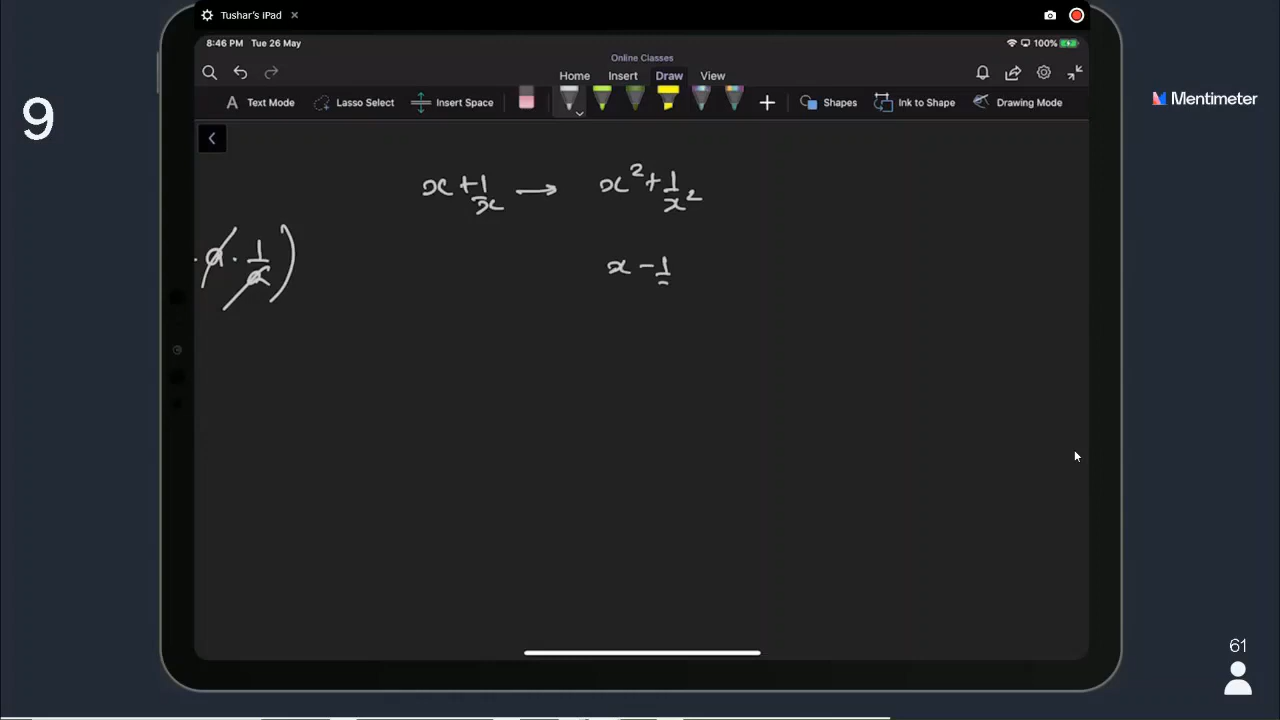 Tushar's iPad
8:46 PM Tue 26 May
100%
Online Classes
Home Insert Draw View
Text Mode Lasso Select Insert Space Shapes Ink to Shape Drawing Mode
9
Mentimeter
x + 1/x → x² + 1/x²
· x · 1/x )
x - 1
61